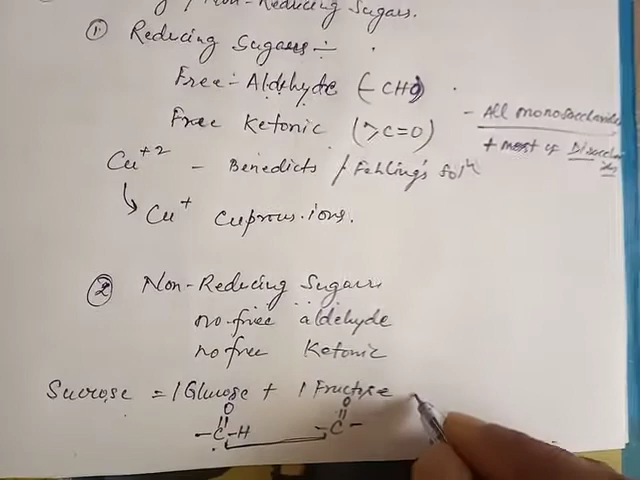 / Non-Reducing Sugars.
① Reducing Sugars :-
Free - Aldehyde (-CHO)
Free Ketonic (>C=O)
- All monosaccharides
+ most of Disaccharides
Cu+2 - Benedicts / Fehling's solⁿ
↳ Cu+ Cuprous ions.
② Non-Reducing Sugars
no free aldehyde
no free Ketonic
Sucrose = 1 Glucose + 1 Fructose
O O
-C-H -C-